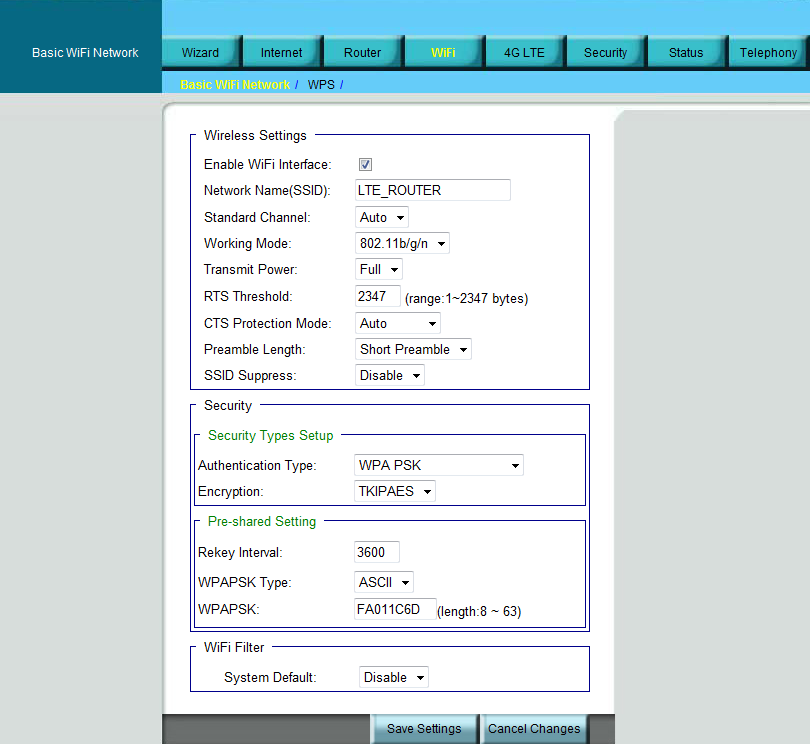 Basic WiFi Network
Wizard Internet Router WiFi 4G LTE Security Status Telephony
Basic WiFi Network / WPS /
Wireless Settings
Enable WiFi Interface:
Network Name(SSID): LTE_ROUTER
Standard Channel: Auto
Working Mode: 802.11b/g/n
Transmit Power: Full
RTS Threshold: 2347 (range:1~2347 bytes)
CTS Protection Mode: Auto
Preamble Length: Short Preamble
SSID Suppress: Disable
Security
Security Types Setup
Authentication Type: WPA PSK
Encryption: TKIPAES
Pre-shared Setting
Rekey Interval: 3600
WPAPSK Type: ASCII
WPAPSK: FA011C6D (length:8 ~ 63)
WiFi Filter
System Default: Disable
Save Settings Cancel Changes